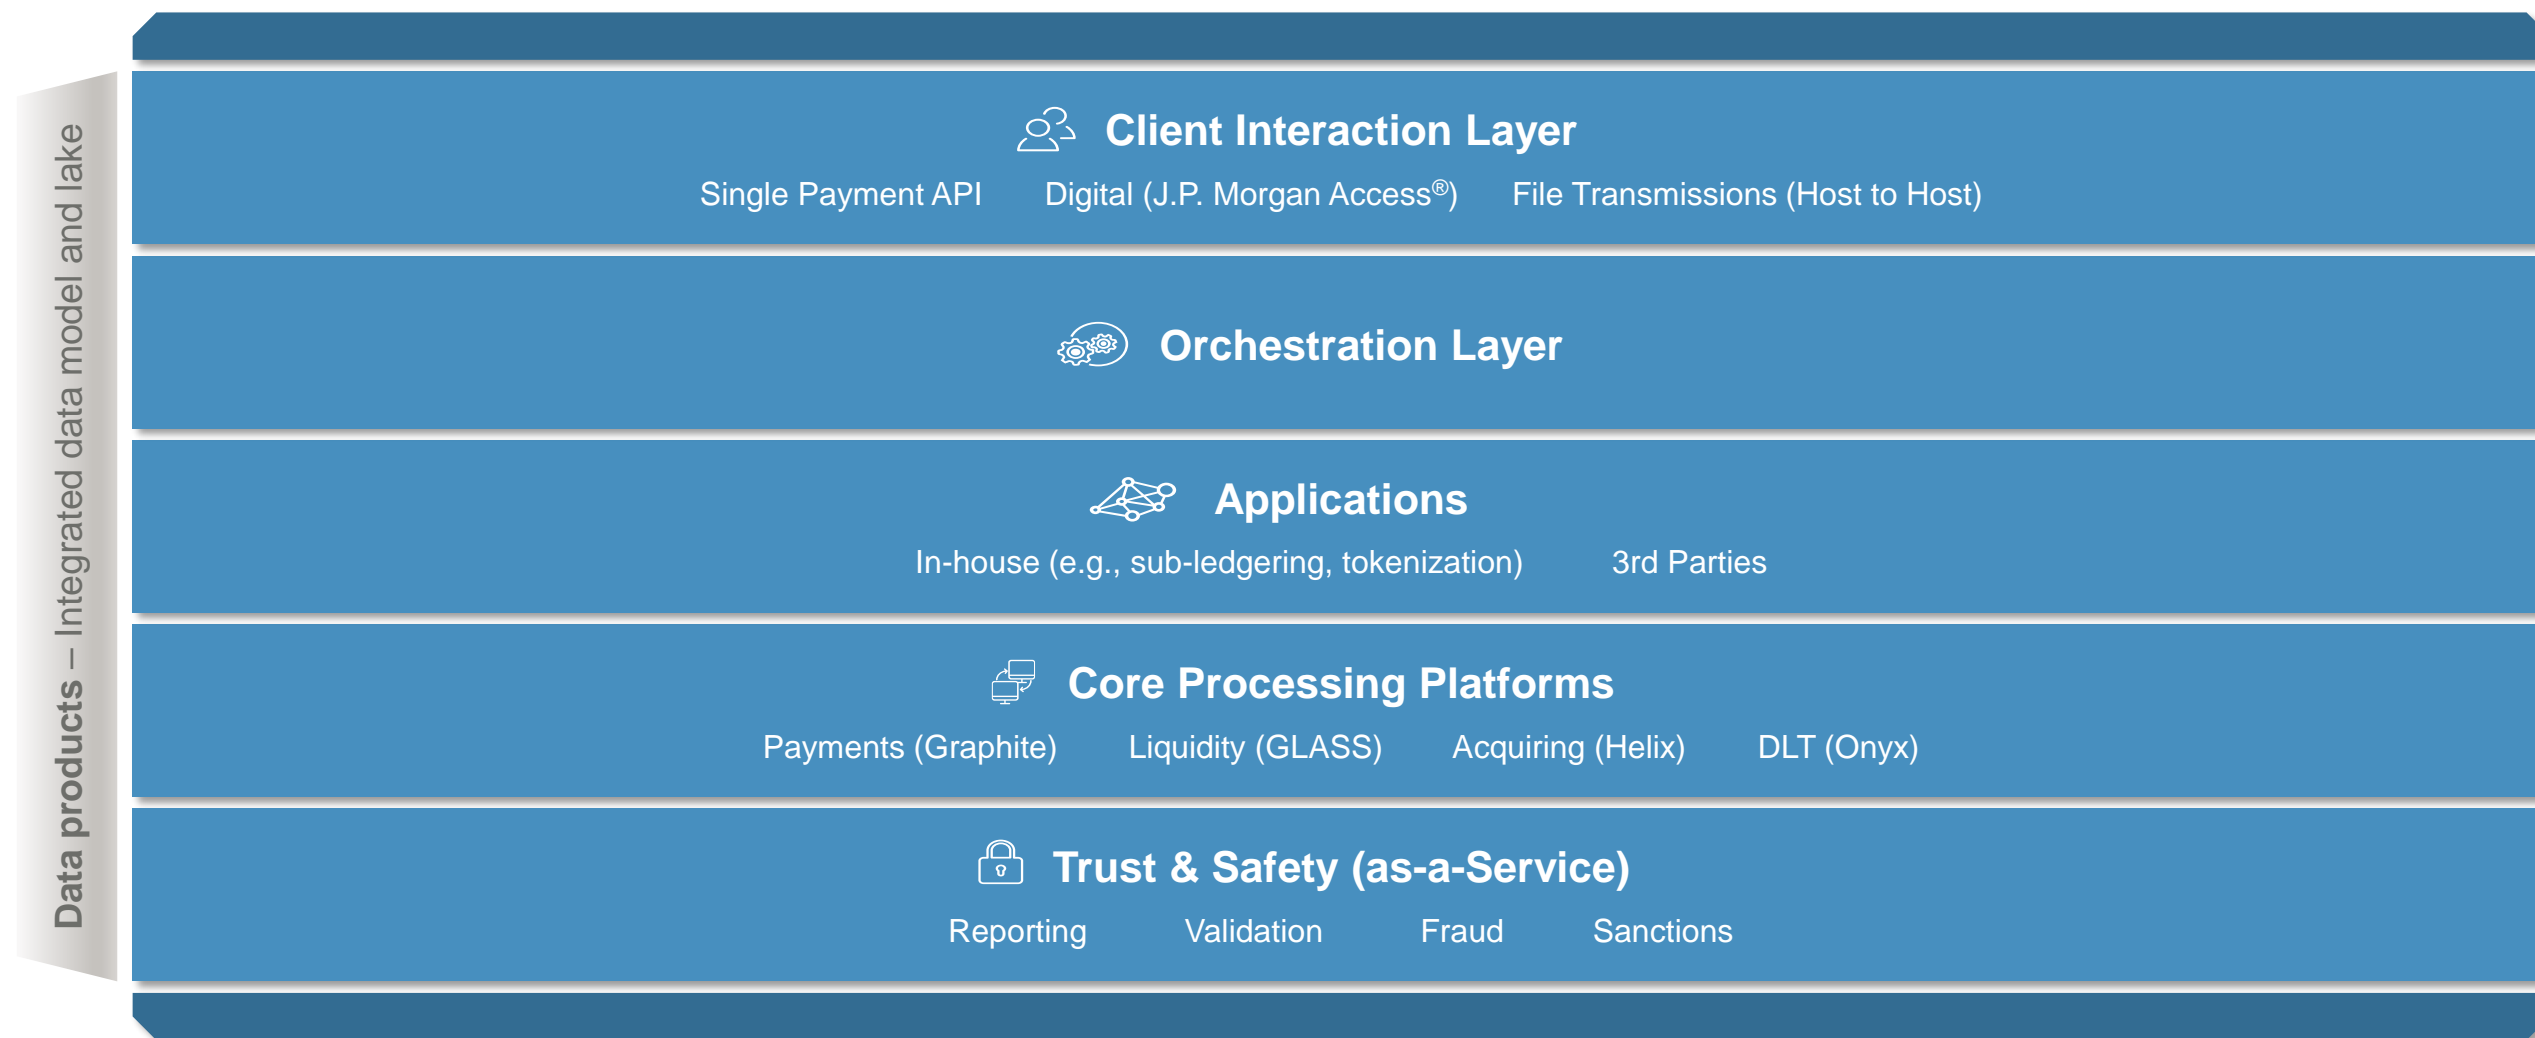 Data products – Integrated data model and lake
Client Interaction Layer
Single Payment API Digital (J.P. Morgan Access®) File Transmissions (Host to Host)
Orchestration Layer
Applications
In-house (e.g., sub-ledgering, tokenization) 3rd Parties
Core Processing Platforms
Payments (Graphite) Liquidity (GLASS) Acquiring (Helix) DLT (Onyx)
Trust & Safety (as-a-Service)
Reporting Validation Fraud Sanctions